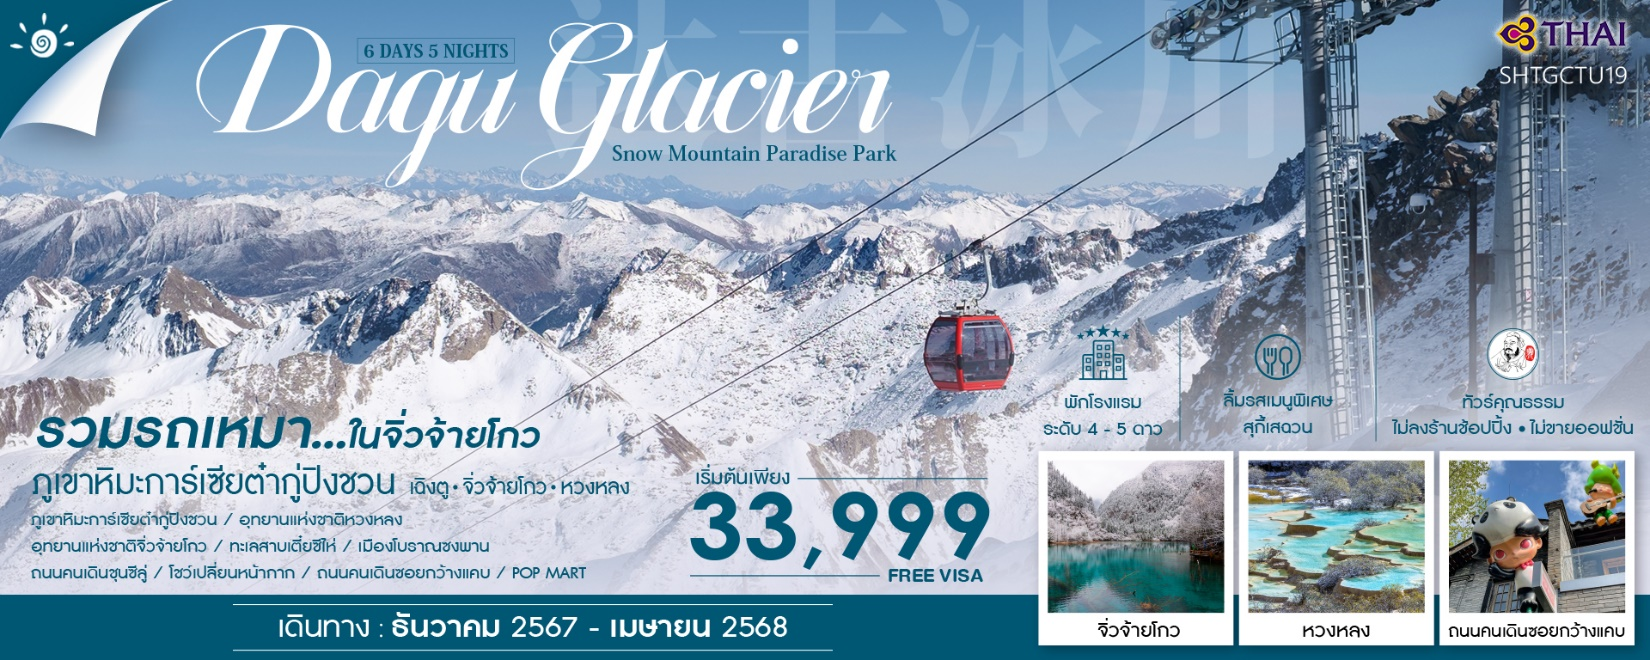 6 DAYS 5 NIGHTS
Dagu Glacier
达古冰川
Snow Mountain Paradise Park
THAI
SHTGCTU19
รวมรถเหมา...ในจิ่วจ้ายโกว
ภูเขาหิมะการ์เซียต๋ากู่ปิงชวน เฉิงตู • จิ่วจ้ายโกว • หวงหลง
ภูเขาหิมะการ์เซียต๋ากู่ปิงชวน / อุทยานแห่งชาติหวงหลง
อุทยานแห่งชาติจิ่วจ้ายโกว / ทะเลสาบเตี๋ยซีไห่ / เมืองโบราณซงพาน
ถนนคนเดินชุนซีลู่ / โชว์เปลี่ยนหน้ากาก / ถนนคนเดินซอยกว้างแคบ / POP MART
เริ่มต้นเพียง
33,999
FREE VISA
พักโรงแรม
ระดับ 4 - 5 ดาว
ลิ้มรสเมนูพิเศษ
สุกี้เสฉวน
ทัวร์คุณธรรม
ไม่ลงร้านช้อปปิ้ง • ไม่ขายออฟชั่น
จิ่วจ้ายโกว
หวงหลง
ถนนคนเดินซอยกว้างแคบ
เดินทาง : ธันวาคม 2567 - เมษายน 2568